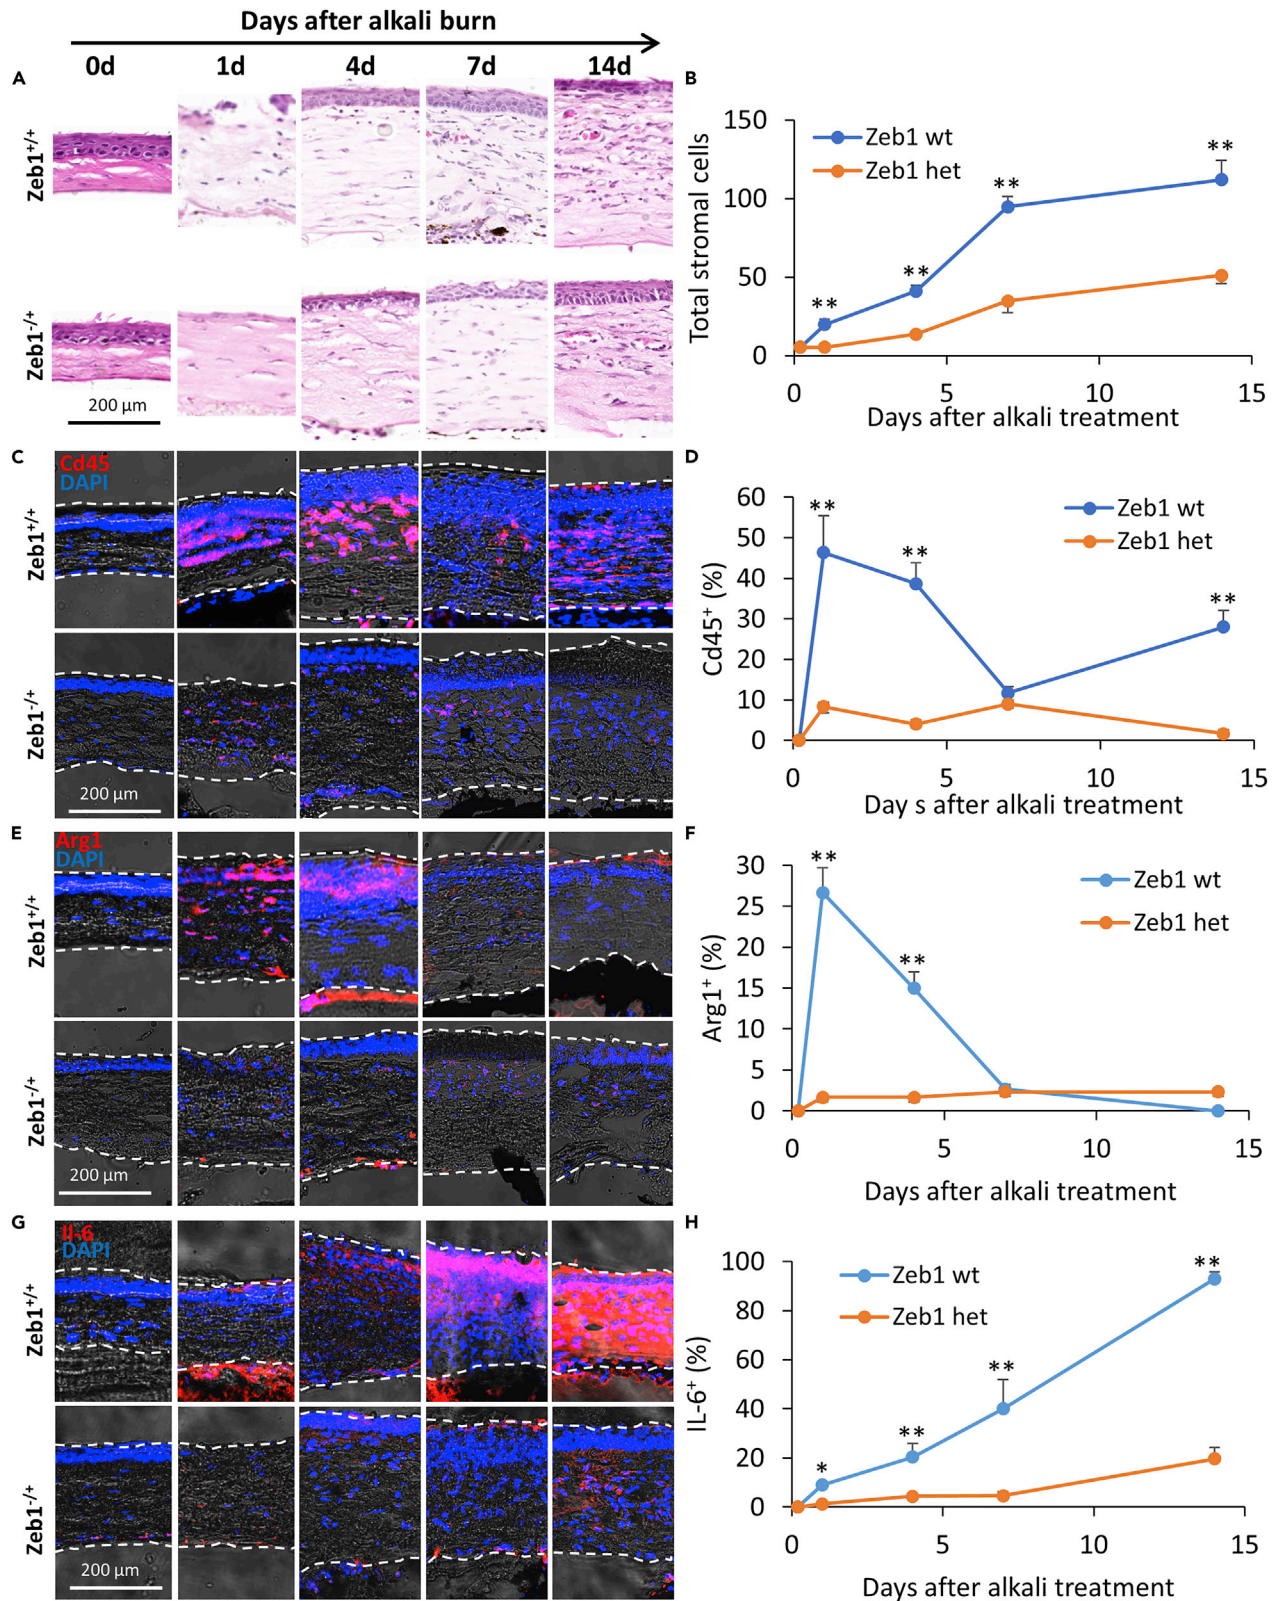 Days after alkali burn
0d 1d 4d 7d 14d
A
Zeb1+/+
Zeb1-/+
200 µm
B
150
100
50
0
0 5 10 15
Total stromal cells
Days after alkali treatment
Zeb1 wt
Zeb1 het
**
**
**
**
C
Cd45
DAPI
Zeb1+/+
Zeb1-/+
200 µm
D
60
50
40
30
20
10
0
0 5 10 15
Cd45+ (%)
Day s after alkali treatment
Zeb1 wt
Zeb1 het
**
**
**
E
Arg1
DAPI
Zeb1+/+
Zeb1-/+
200 µm
F
30
25
20
15
10
5
0
0 5 10 15
Arg1+ (%)
Days after alkali treatment
Zeb1 wt
Zeb1 het
**
**
G
Il-6
DAPI
Zeb1+/+
Zeb1-/+
200 µm
H
100
80
60
40
20
0
0 5 10 15
IL-6+ (%)
Days after alkali treatment
Zeb1 wt
Zeb1 het
*
**
**
**